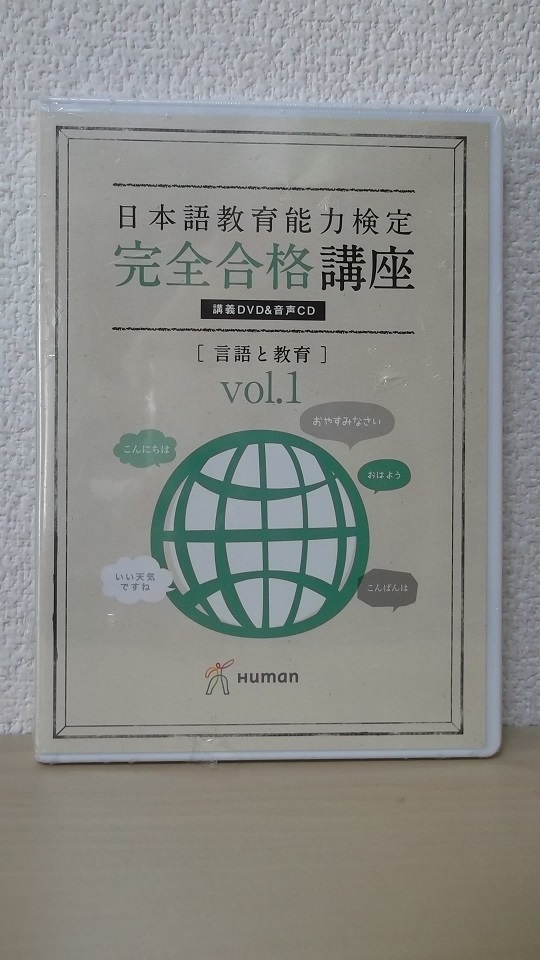 日本語教育能力検定
完全合格講座
講義DVD&音声CD
[ 言語と教育 ]
vol.1
おやすみなさい
こんにちは
おはよう
いい天気
ですね
こんばんは
Human